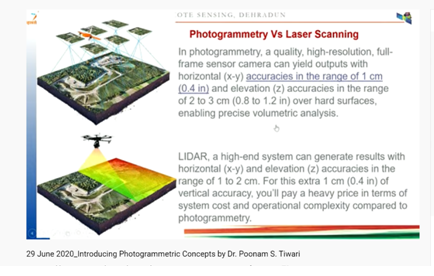 OTE SENSING, DEHRADUN
Photogrammetry Vs Laser Scanning
In photogrammetry, a quality, high-resolution, full-
frame sensor camera can yield outputs with
horizontal (x-y) accuracies in the range of 1 cm
(0.4 in) and elevation (z) accuracies in the range
of 2 to 3 cm (0.8 to 1.2 in) over hard surfaces,
enabling precise volumetric analysis.
LIDAR, a high-end system can generate results with
horizontal (x-y) and elevation (z) accuracies in the
range of 1 to 2 cm. For this extra 1 cm (0.4 in) of
vertical accuracy, you'll pay a heavy price in terms of
system cost and operational complexity compared to
photogrammetry.
29 June 2020_Introducing Photogrammetric Concepts by Dr. Poonam S. Tiwari